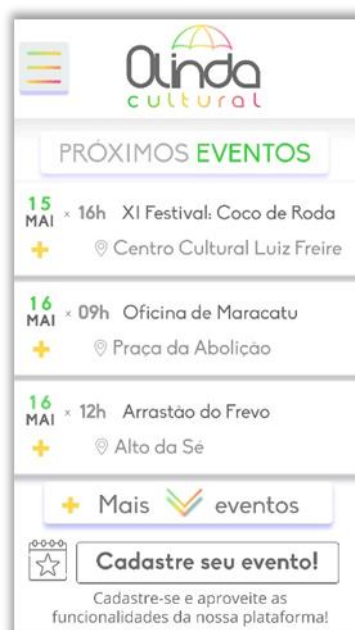 Olinda
cultural
PRÓXIMOS EVENTOS
15 MAI × 16h XI Festival: Coco de Roda
+ Centro Cultural Luiz Freire
16 MAI × 09h Oficina de Maracatu
+ Praça da Abolição
16 MAI × 12h Arrastão do Frevo
+ Alto da Sé
+ Mais eventos
Cadastre seu evento!
Cadastre-se e aproveite as
funcionalidades da nossa plataforma!